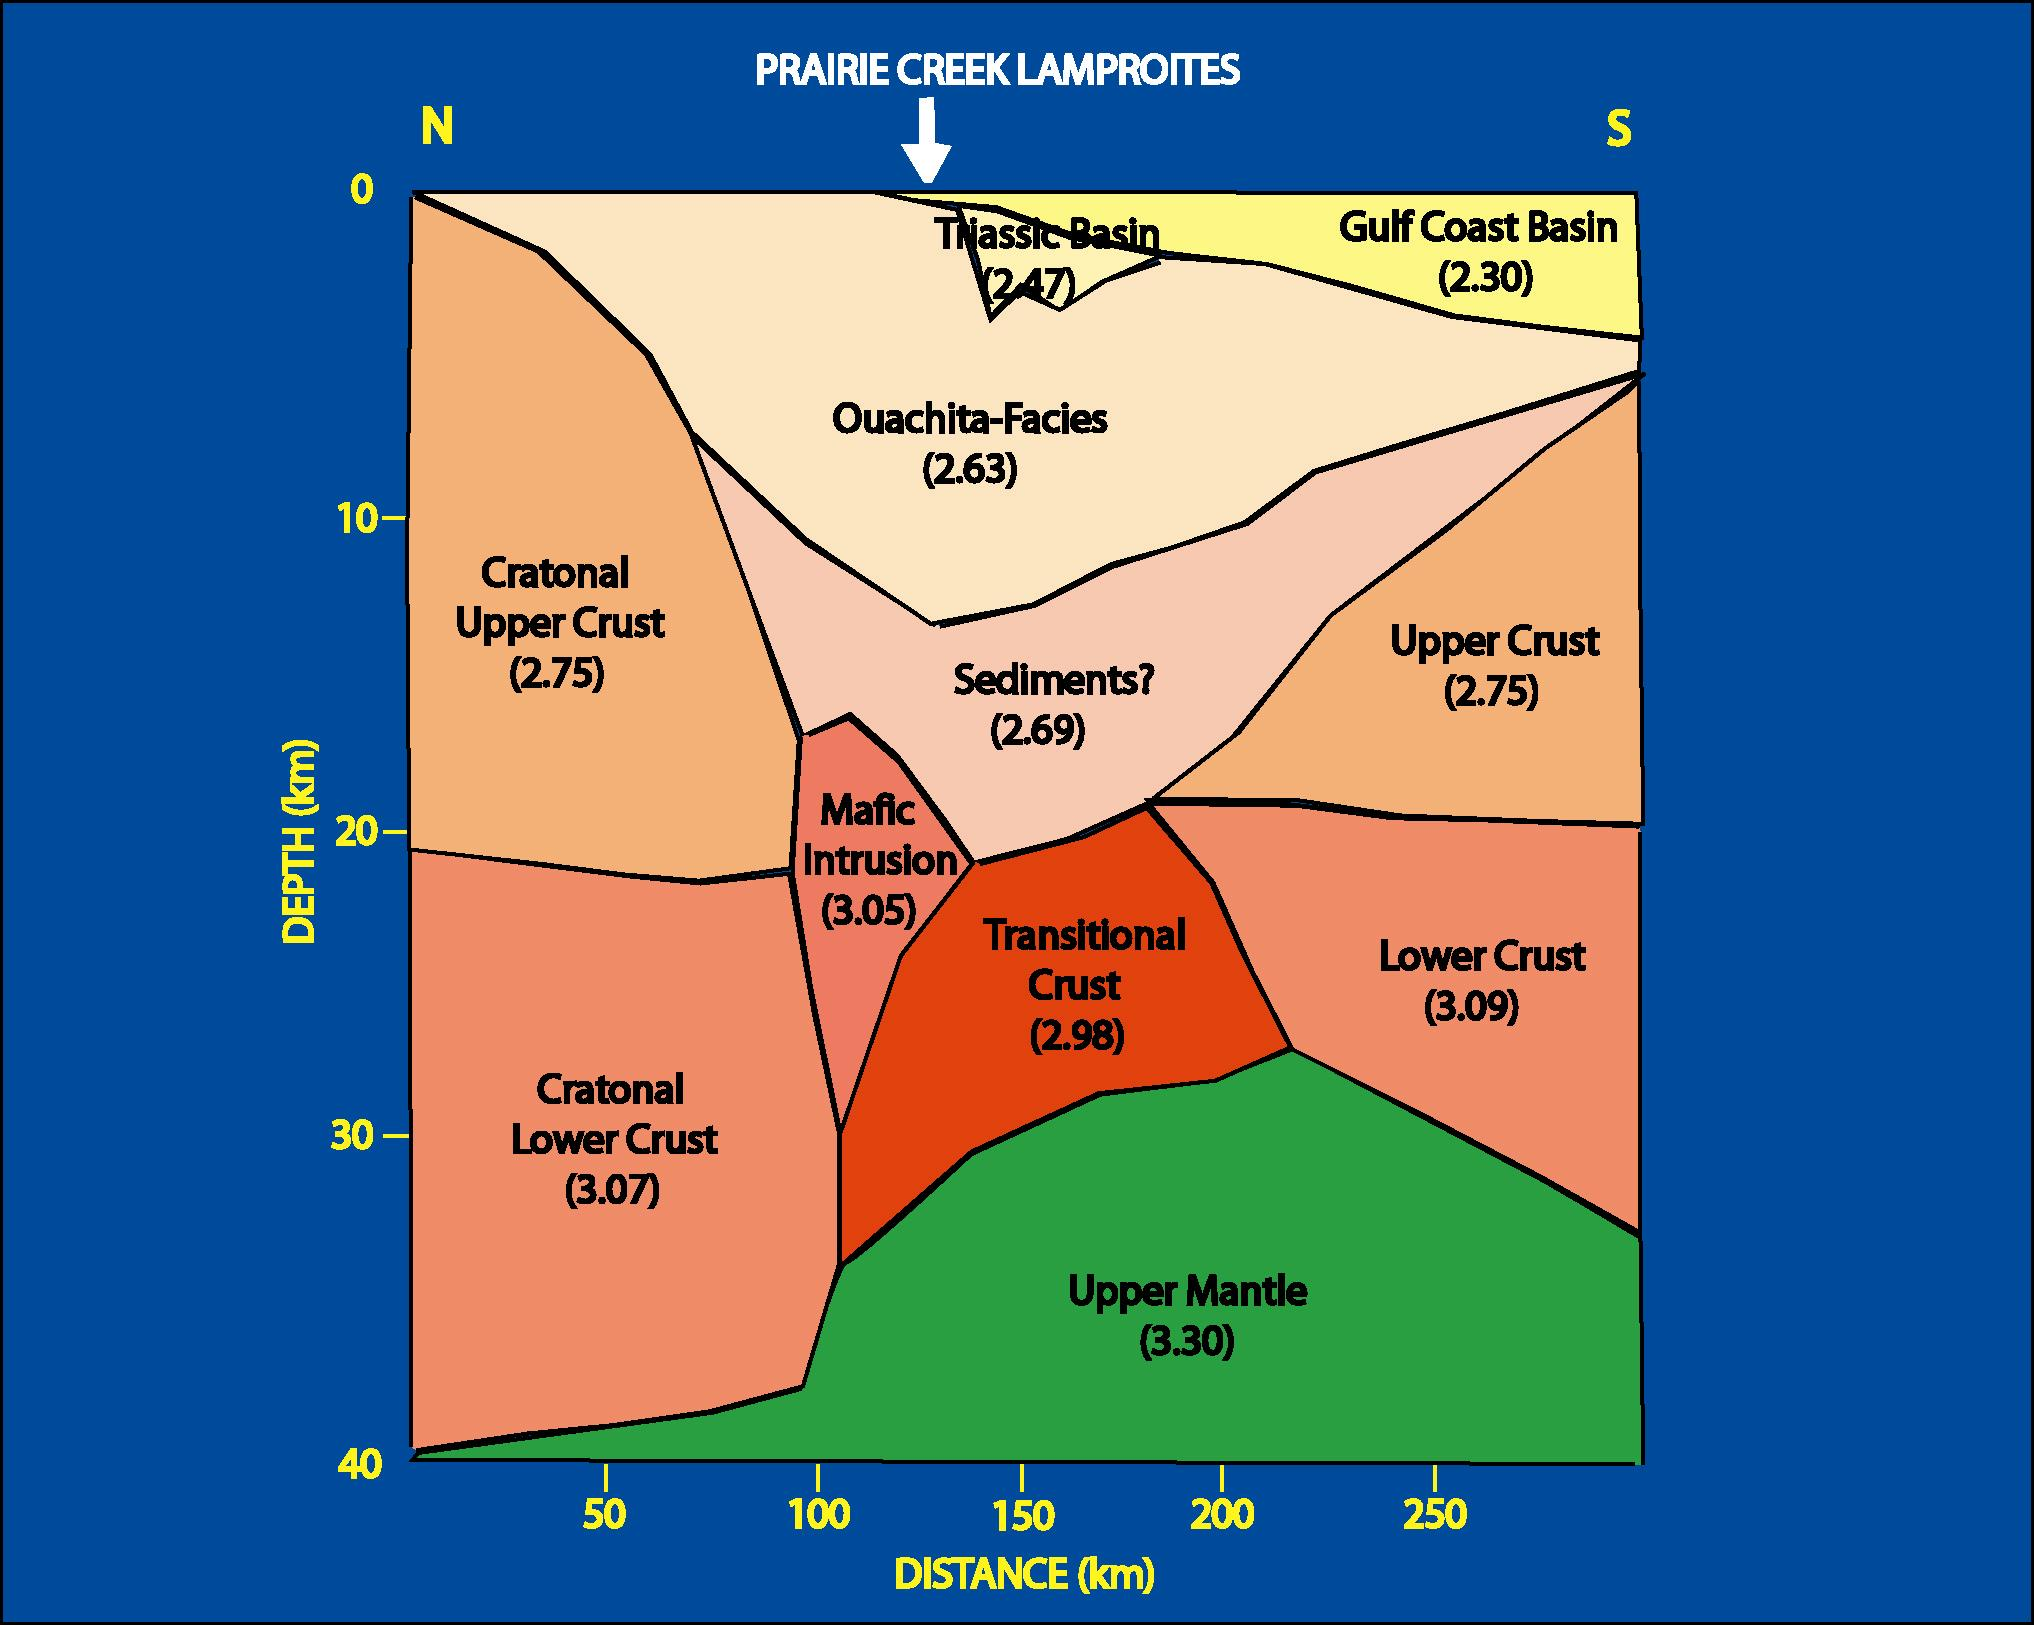 PRAIRIE CREEK LAMPROITES
N
S
0
Triassic Basin
(2.47)
Gulf Coast Basin
(2.30)
Ouachita-Facies
(2.63)
10
Cratonal
Upper Crust
(2.75)
Sediments?
(2.69)
Upper Crust
(2.75)
DEPTH (km)
20
Mafic
Intrusion
(3.05)
Transitional
Crust
(2.98)
Lower Crust
(3.09)
30
Cratonal
Lower Crust
(3.07)
Upper Mantle
(3.30)
40
50
100
150
200
250
DISTANCE (km)